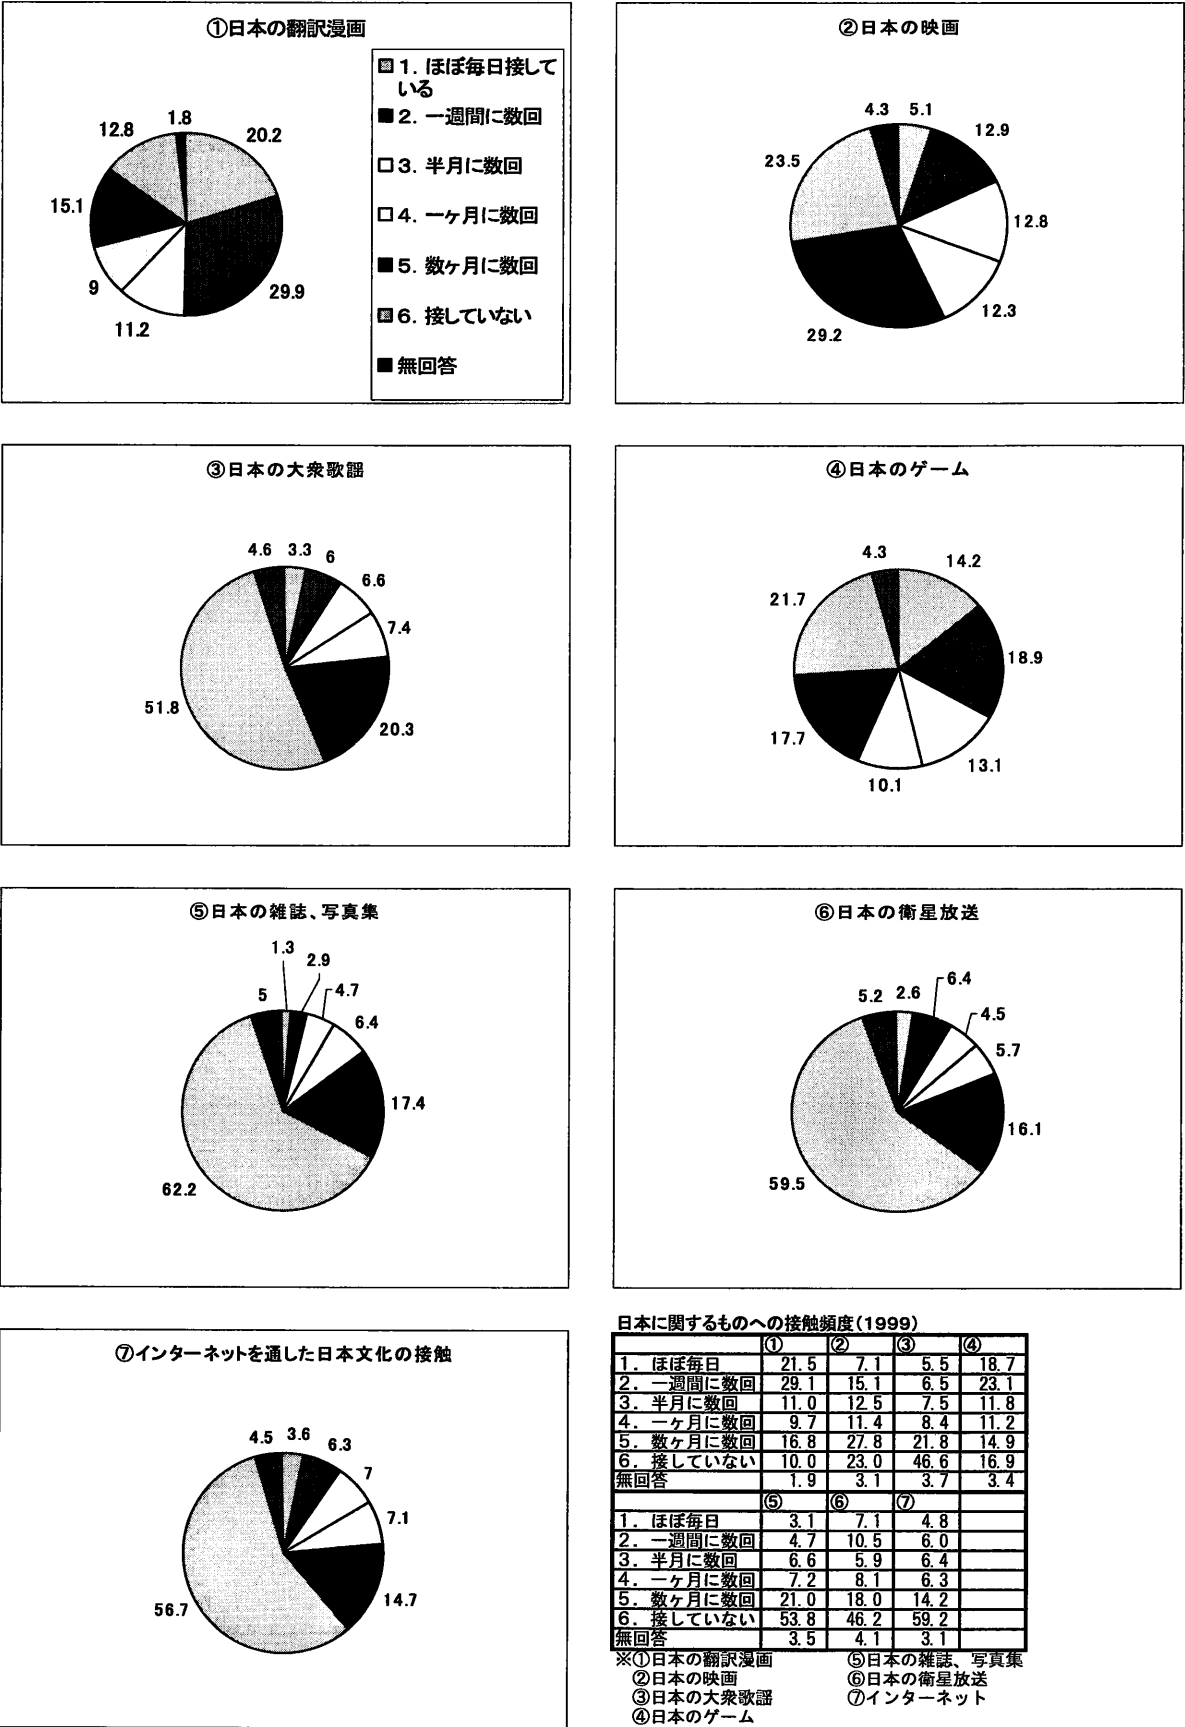 ①日本の翻訳漫画
1．ほぼ毎日接して
いる
2．一週間に数回
3．半月に数回
4．一ヶ月に数回
5．数ヶ月に数回
6．接していない
無回答
1.8
20.2
29.9
11.2
9
15.1
12.8
②日本の映画
4.3
5.1
12.9
12.8
12.3
29.2
23.5
③日本の大衆歌謡
4.6
3.3
6
6.6
7.4
20.3
51.8
④日本のゲーム
4.3
14.2
18.9
13.1
10.1
17.7
21.7
⑤日本の雑誌、写真集
5
1.3
2.9
4.7
6.4
17.4
62.2
⑥日本の衛星放送
5.2
2.6
6.4
4.5
5.7
16.1
59.5
⑦インターネットを通した日本文化の接触
4.5
3.6
6.3
7
7.1
14.7
56.7
日本に関するものへの接触頻度(1999)
① ② ③ ④
1．ほぼ毎日 21.5 7.1 5.5 18.7
2．一週間に数回 29.1 15.1 6.5 23.1
3．半月に数回 11.0 12.5 7.5 11.8
4．一ヶ月に数回 9.7 11.4 8.4 11.2
5．数ヶ月に数回 16.8 27.8 21.8 14.9
6．接していない 10.0 23.0 46.6 16.9
無回答 1.9 3.1 3.7 3.4
⑤ ⑥ ⑦
1．ほぼ毎日 3.1 7.1 4.8
2．一週間に数回 4.7 10.5 6.0
3．半月に数回 6.6 5.9 6.4
4．一ヶ月に数回 7.2 8.1 6.3
5．数ヶ月に数回 21.0 18.0 14.2
6．接していない 53.8 46.2 59.2
無回答 3.5 4.1 3.1
※①日本の翻訳漫画 ⑤日本の雑誌、写真集
②日本の映画 ⑥日本の衛星放送
③日本の大衆歌謡 ⑦インターネット
④日本のゲーム